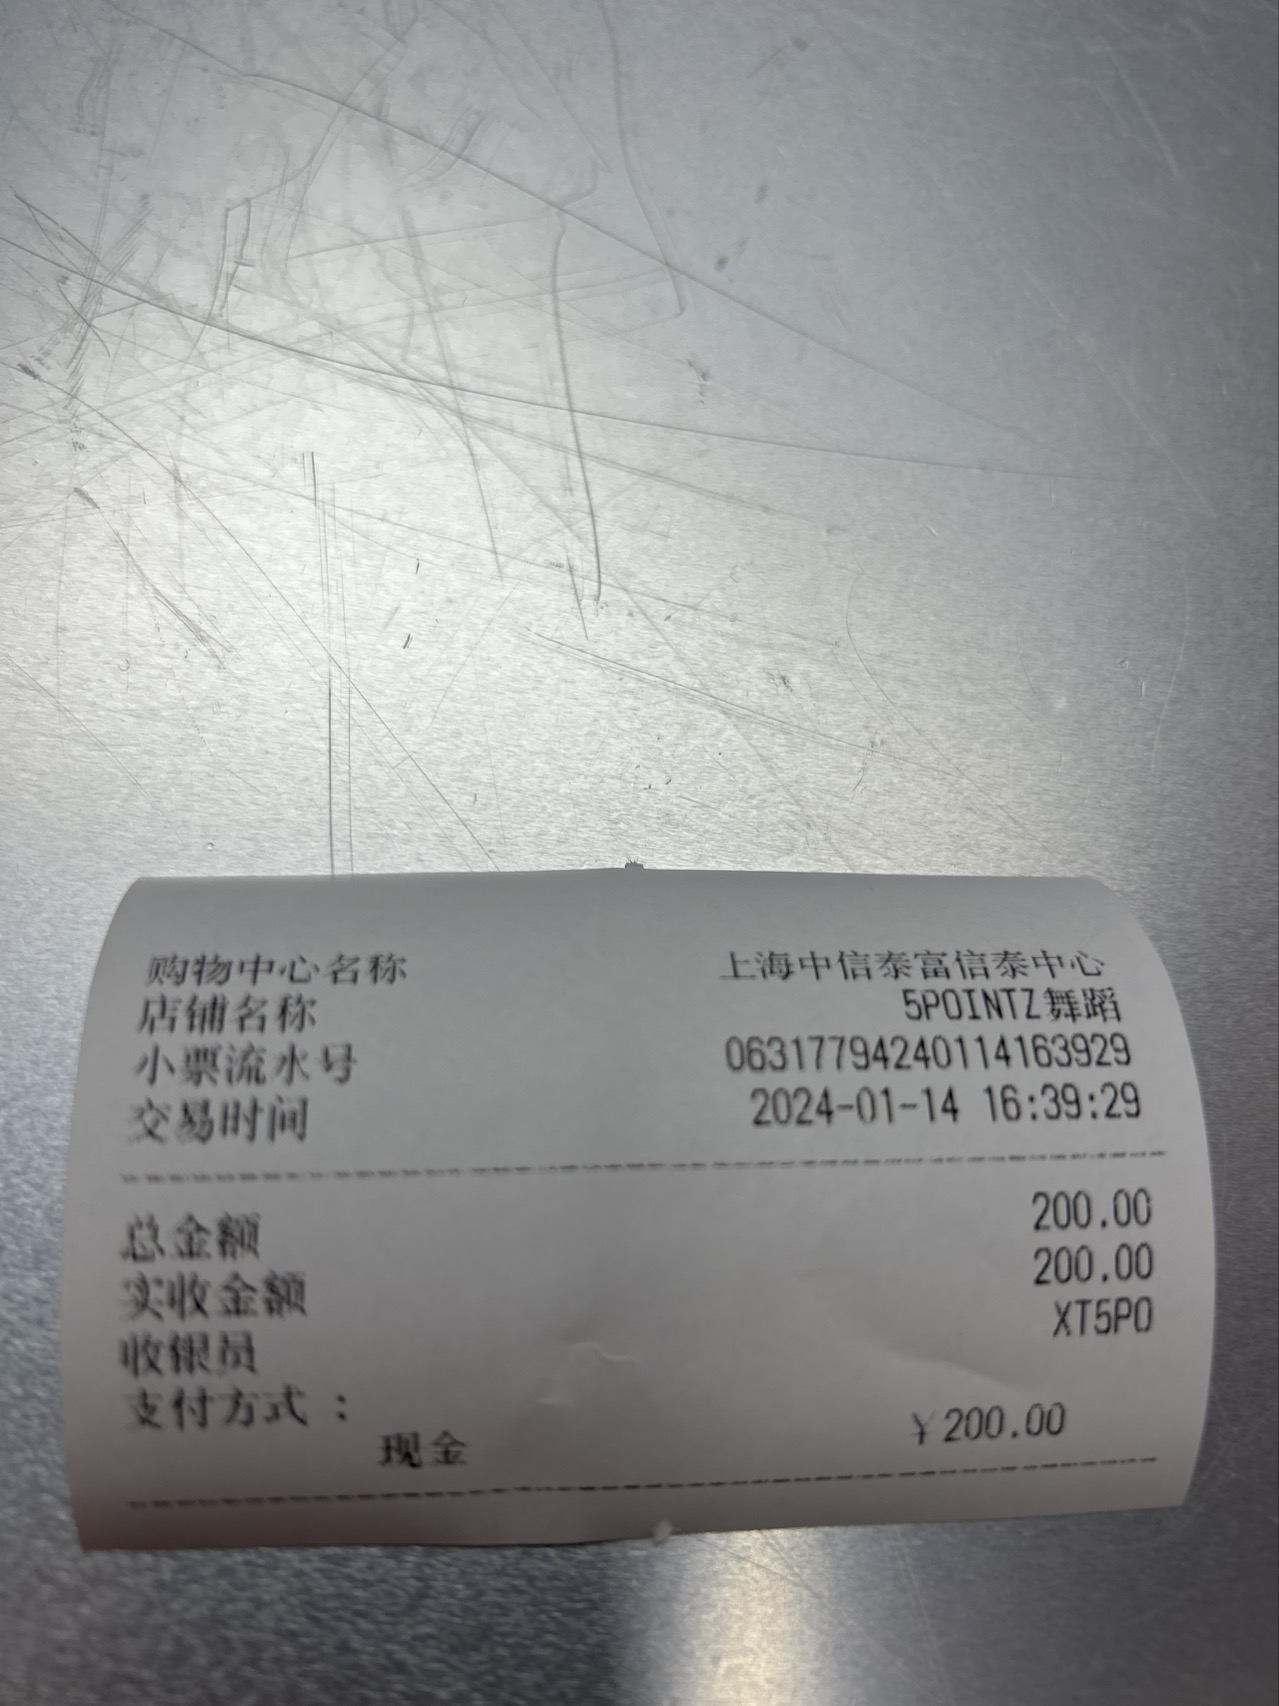 购物中心名称 上海中信泰富信泰中心
店铺名称 5POINTZ舞蹈
小票流水号 06317794240114163929
交易时间 2024-01-14 16:39:29
总金额 200.00
实收金额 200.00
收银员 XT5PO
支付方式：
现金 ￥200.00